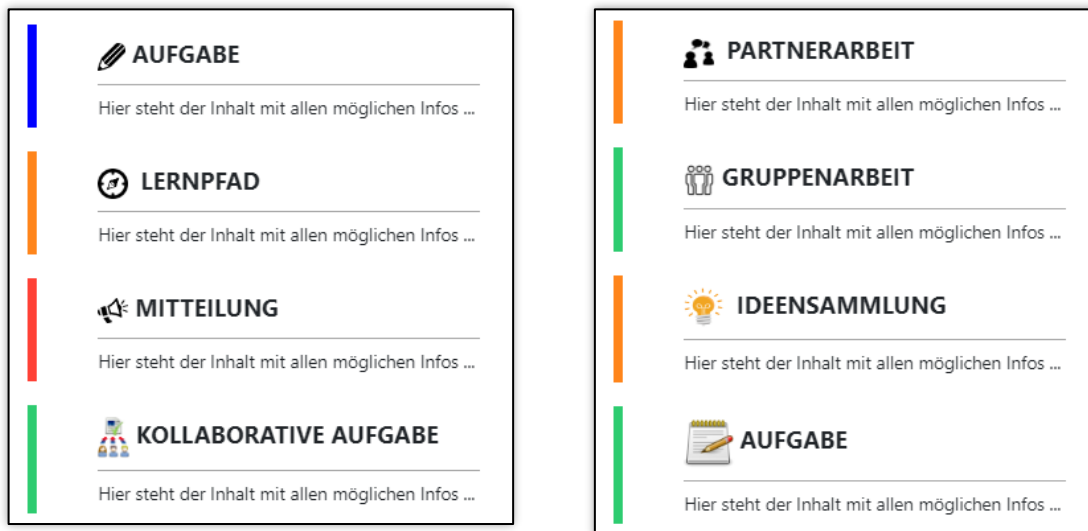 AUFGABE
Hier steht der Inhalt mit allen möglichen Infos ...
LERNPFAD
Hier steht der Inhalt mit allen möglichen Infos ...
MITTEILUNG
Hier steht der Inhalt mit allen möglichen Infos ...
KOLLABORATIVE AUFGABE
Hier steht der Inhalt mit allen möglichen Infos ...
PARTNERARBEIT
Hier steht der Inhalt mit allen möglichen Infos ...
GRUPPENARBEIT
Hier steht der Inhalt mit allen möglichen Infos ...
IDEENSAMMLUNG
Hier steht der Inhalt mit allen möglichen Infos ...
AUFGABE
Hier steht der Inhalt mit allen möglichen Infos ...